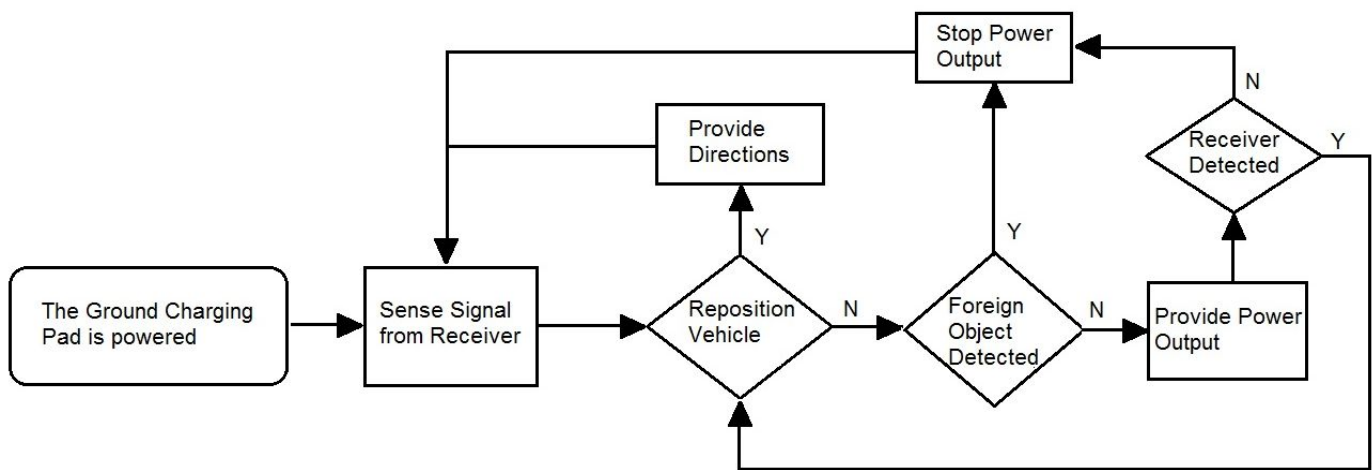 Stop Power
Output
N
Provide
Directions
Receiver
Detected
Y
Y
Y
The Ground Charging
Pad is powered
Sense Signal
from Receiver
Reposition
Vehicle
N
Foreign
Object
Detected
N
Provide Power
Output